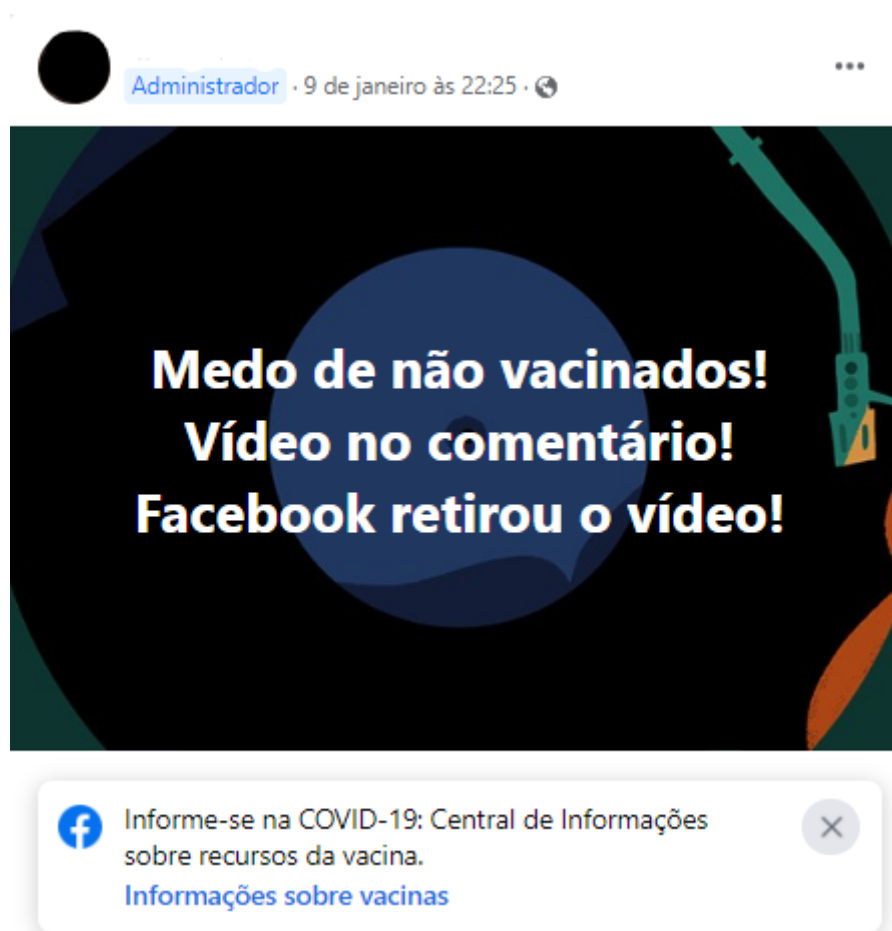 Administrador · 9 de janeiro às 22:25 ·
Medo de não vacinados!
Vídeo no comentário!
Facebook retirou o vídeo!
Informe-se na COVID-19: Central de Informações
sobre recursos da vacina.
Informações sobre vacinas